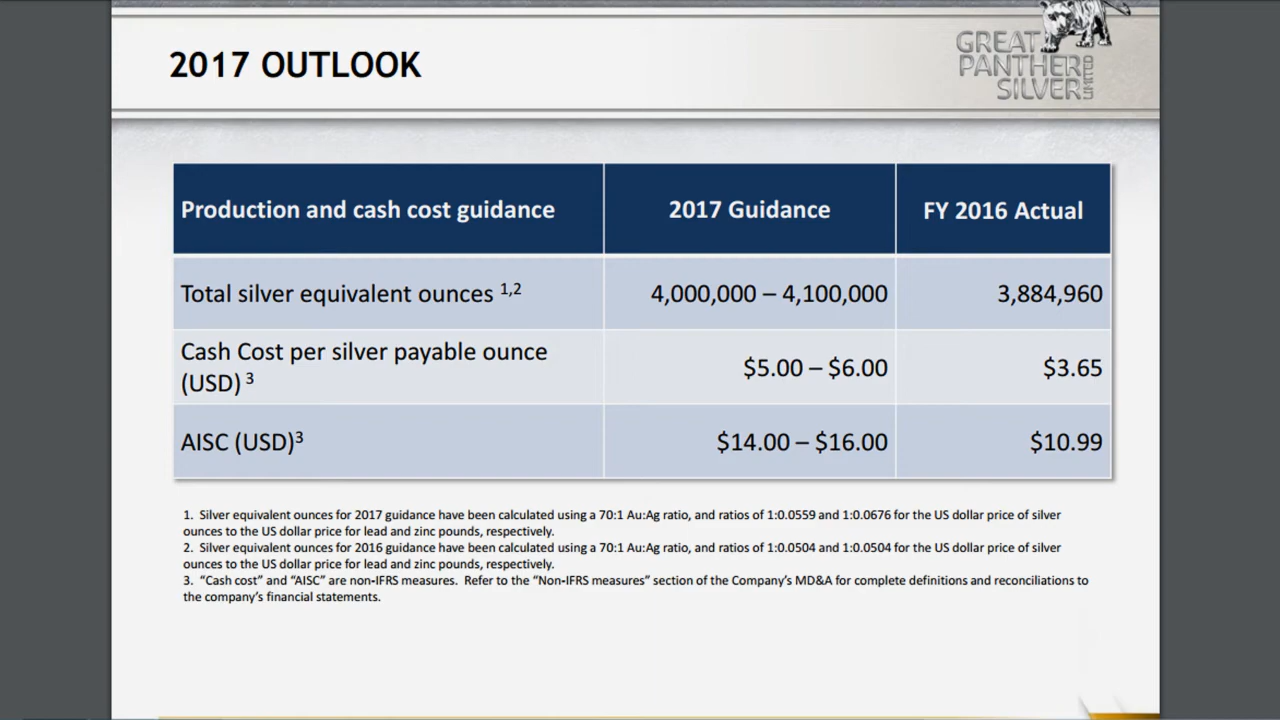 2017 OUTLOOK
GREAT
PANTHER
SILVER
LIMITED
Production and cash cost guidance
2017 Guidance
FY 2016 Actual
Total silver equivalent ounces 1,2
4,000,000 – 4,100,000
3,884,960
Cash Cost per silver payable ounce
(USD) 3
$5.00 – $6.00
$3.65
AISC (USD)3
$14.00 – $16.00
$10.99
1. Silver equivalent ounces for 2017 guidance have been calculated using a 70:1 Au:Ag ratio, and ratios of 1:0.0559 and 1:0.0676 for the US dollar price of silver
ounces to the US dollar price for lead and zinc pounds, respectively.
2. Silver equivalent ounces for 2016 guidance have been calculated using a 70:1 Au:Ag ratio, and ratios of 1:0.0504 and 1:0.0504 for the US dollar price of silver
ounces to the US dollar price for lead and zinc pounds, respectively.
3. “Cash cost” and “AISC” are non-IFRS measures. Refer to the “Non-IFRS measures” section of the Company’s MD&A for complete definitions and reconciliations to
the company’s financial statements.